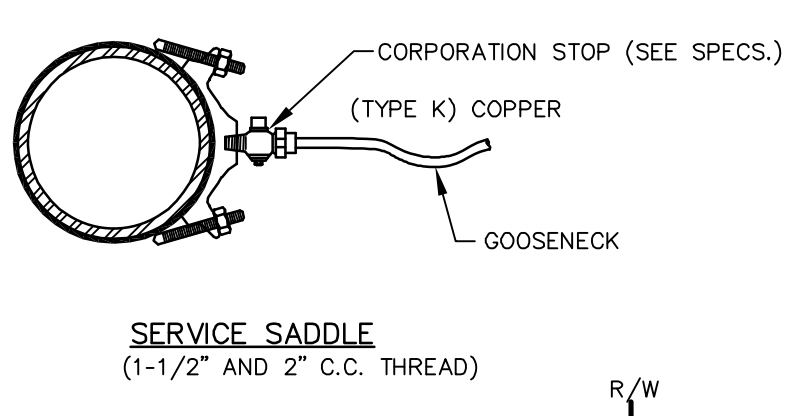 CORPORATION STOP (SEE SPECS.)
(TYPE K) COPPER
GOOSENECK
SERVICE SADDLE
(1-1/2” AND 2” C.C. THREAD)
R/W